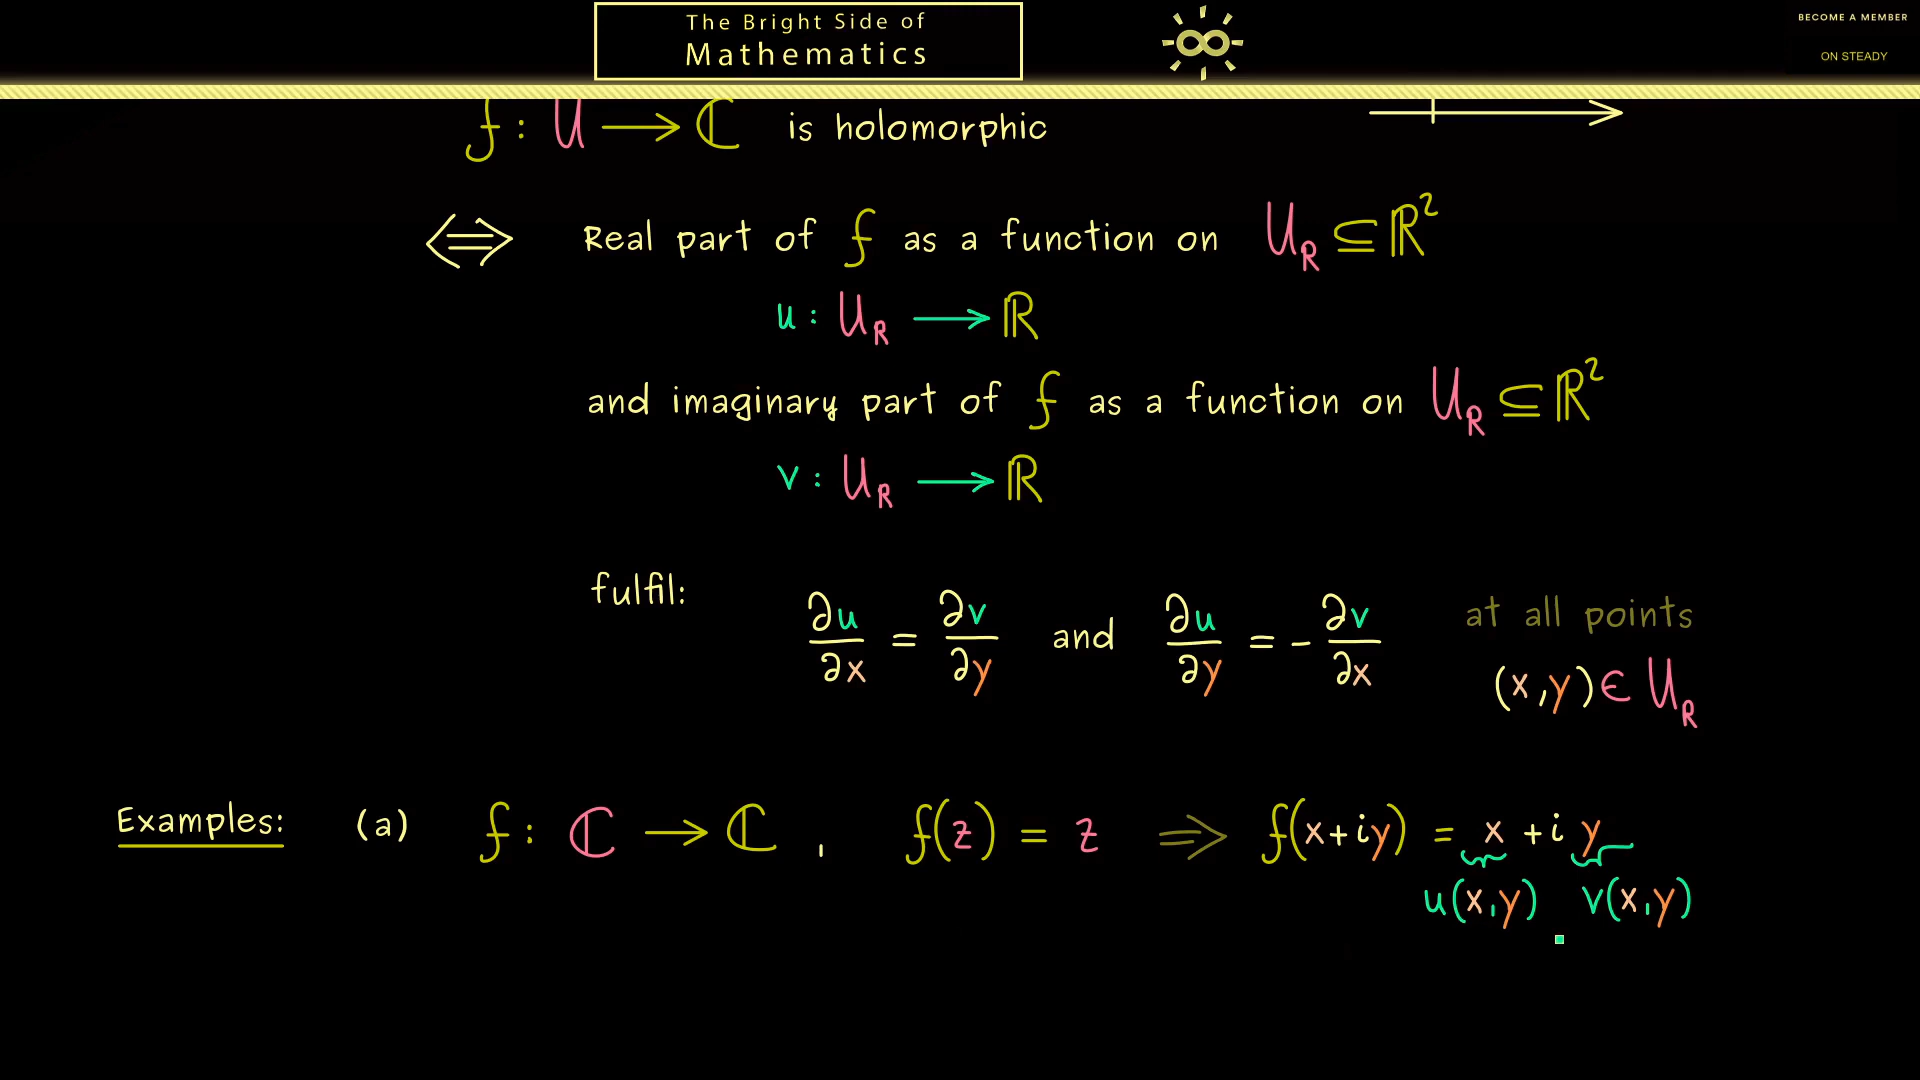 The Bright Side of
Mathematics
BECOME A MEMBER
ON STEADY
f : U ⟶ ℂ is holomorphic
⟺ Real part of f as a function on U_R ⊆ ℝ²
u : U_R ⟶ ℝ
and imaginary part of f as a function on U_R ⊆ ℝ²
v : U_R ⟶ ℝ
fulfil: ∂u/∂x = ∂v/∂y and ∂u/∂y = - ∂v/∂x at all points
(x,y) ∈ U_R
Examples: (a) f : ℂ ⟶ ℂ , f(z) = z ⟹ f(x+iy) = x + i y
u(x,y) v(x,y)